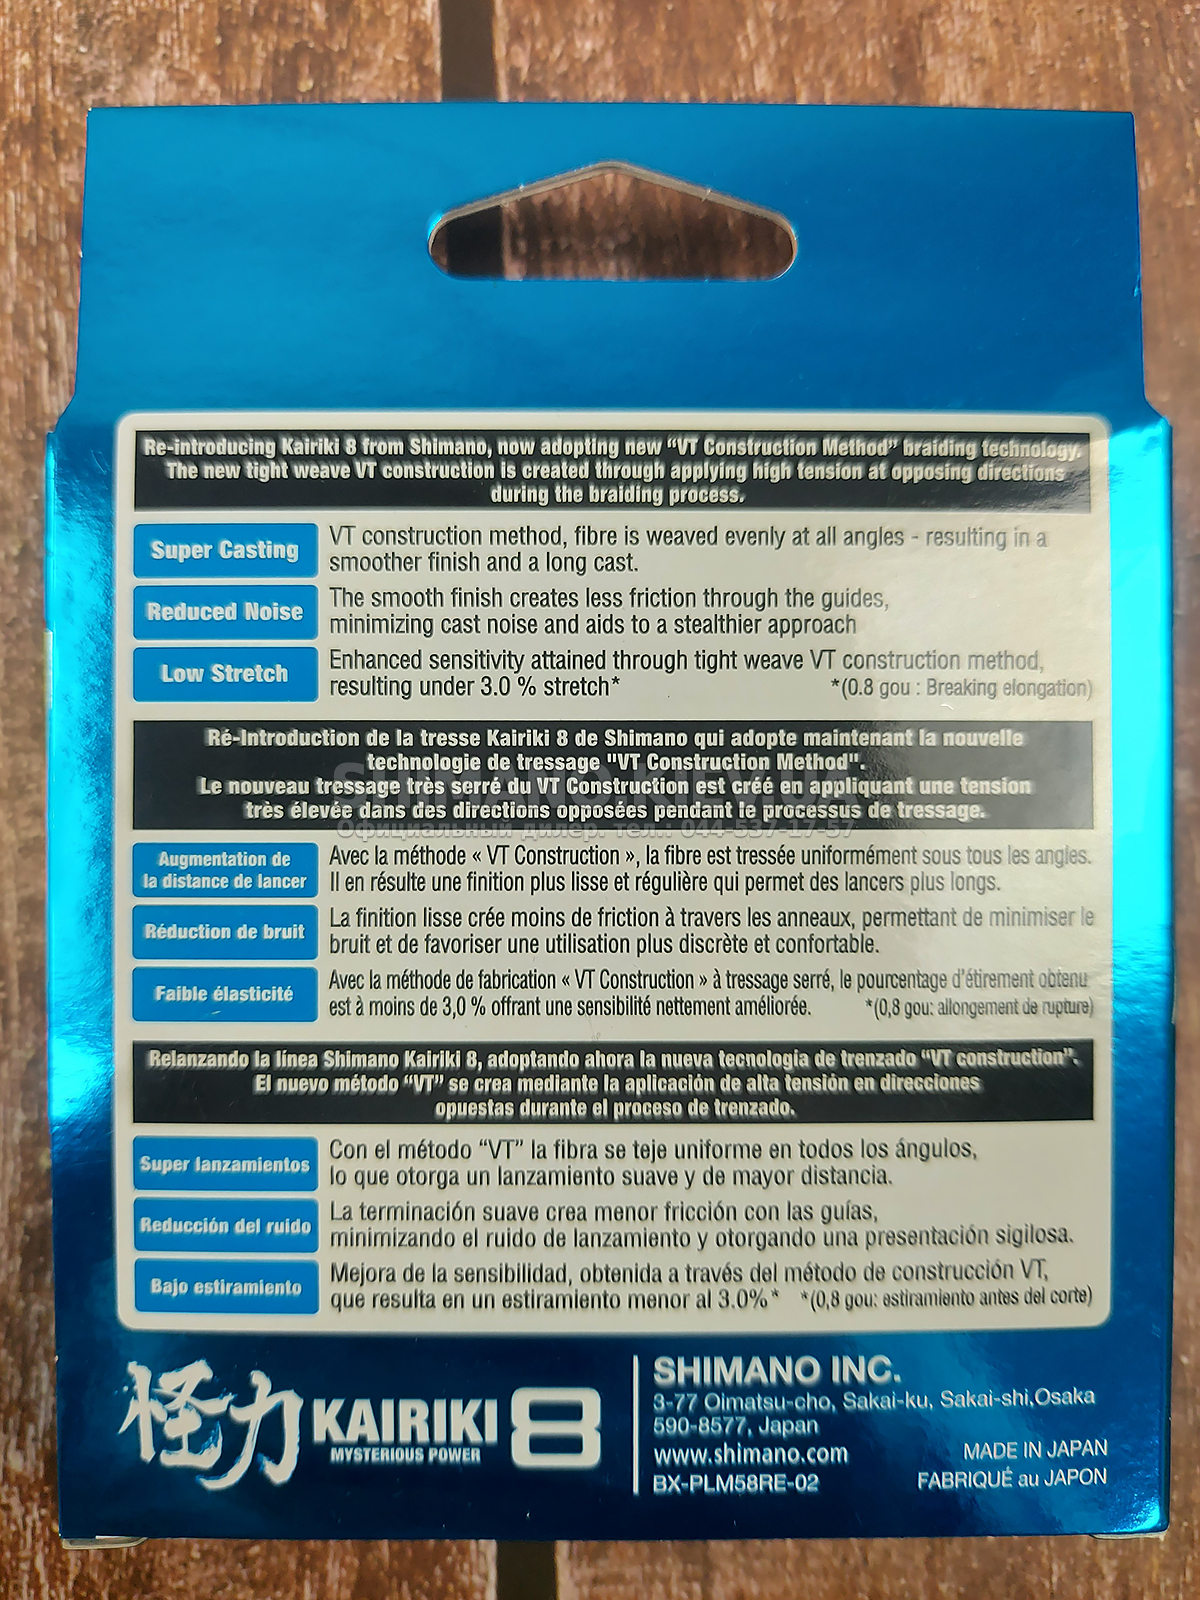 Re-introducing Kairiki 8 from Shimano, now adopting new "VT Construction Method" braiding technology.
The new tight weave VT construction is created through applying high tension at opposing directions
during the braiding process.
Super Casting
VT construction method, fibre is weaved evenly at all angles - resulting in a
smoother finish and a long cast.
Reduced Noise
The smooth finish creates less friction through the guides,
minimizing cast noise and aids to a stealthier approach
Low Stretch
Enhanced sensitivity attained through tight weave VT construction method,
resulting under 3.0 % stretch* *(0.8 gou : Breaking elongation)
Ré-Introduction de la tresse Kairiki 8 de Shimano qui adopte maintenant la nouvelle
technologie de tressage "VT Construction Method".
Le nouveau tressage très serré du VT Construction est créé en appliquant une tension
très élevée dans des directions opposées pendant le processus de tressage.
SHIMANO.KIEV.UA
Официальный дилер. тел.: 044-537-17-57
Augmentation de
la distance de lancer
Avec la méthode « VT Construction », la fibre est tressée uniformément sous tous les angles.
Il en résulte une finition plus lisse et régulière qui permet des lancers plus longs.
Réduction de bruit
La finition lisse crée moins de friction à travers les anneaux, permettant de minimiser le
bruit et de favoriser une utilisation plus discrète et confortable.
Faible élasticité
Avec la méthode de fabrication « VT Construction » à tressage serré, le pourcentage d'étirement obtenu
est à moins de 3,0 % offrant une sensibilité nettement améliorée. *(0,8 gou: allongement de rupture)
Relanzando la línea Shimano Kairiki 8, adoptando ahora la nueva tecnologia de trenzado "VT construction".
El nuevo método "VT" se crea mediante la aplicación de alta tensión en direcciones
opuestas durante el proceso de trenzado.
Super lanzamientos
Con el método "VT" la fibra se teje uniforme en todos los ángulos,
lo que otorga un lanzamiento suave y de mayor distancia.
Reducción del ruido
La terminación suave crea menor fricción con las guías,
minimizando el ruido de lanzamiento y otorgando una presentación sigilosa.
Bajo estiramiento
Mejora de la sensibilidad, obtenida a través del método de construcción VT,
que resulta en un estiramiento menor al 3.0%* *(0,8 gou: estiramiento antes del corte)
怪力 KAIRIKI 8
MYSTERIOUS POWER
SHIMANO INC.
3-77 Oimatsu-cho, Sakai-ku, Sakai-shi,Osaka
590-8577, Japan
www.shimano.com
BX-PLM58RE-02
MADE IN JAPAN
FABRIQUÉ au JAPON